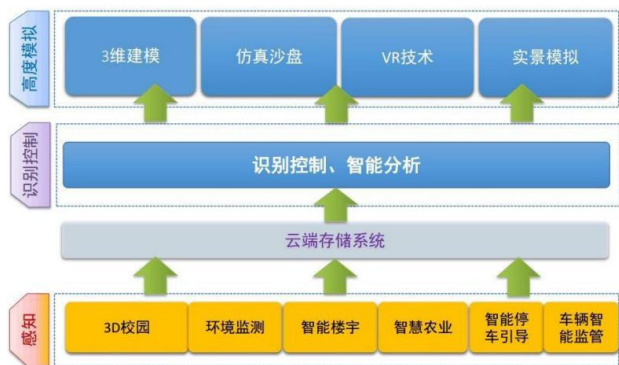 高度模拟
3维建模
仿真沙盘
VR技术
实景模拟
识别控制
识别控制、智能分析
云端存储系统
感知
3D校园
环境监测
智能楼宇
智慧农业
智能停
车引导
车辆智
能监管